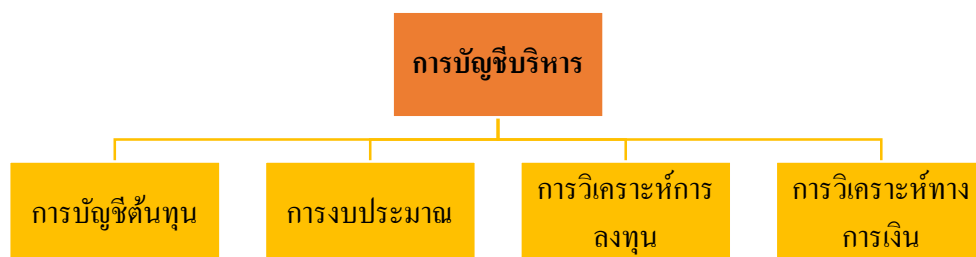 การบัญชีบริหาร
การบัญชีต้นทุน
การงบประมาณ
การวิเคราะห์การ
ลงทุน
การวิเคราะห์ทาง
การเงิน